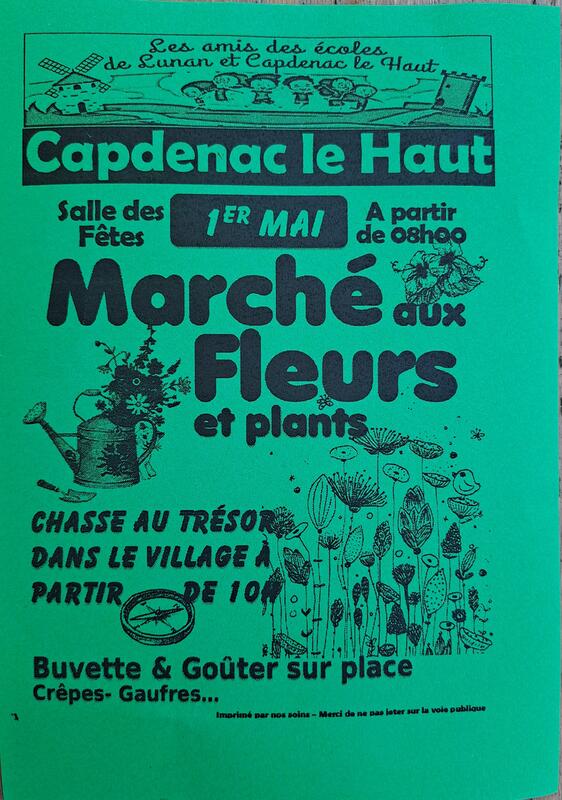 Les amis des écoles
de Lunan et Capdenac le Haut
Capdenac le Haut
Salle des
Fêtes
1ER MAI
A partir
de 08h00
Marché aux
Fleurs
et plants
CHASSE AU TRÉSOR
DANS LE VILLAGE À
PARTIR DE 10H
Buvette & Goûter sur place
Crêpes- Gaufres...
Imprimé par nos soins – Merci de ne pas jeter sur la voie publique